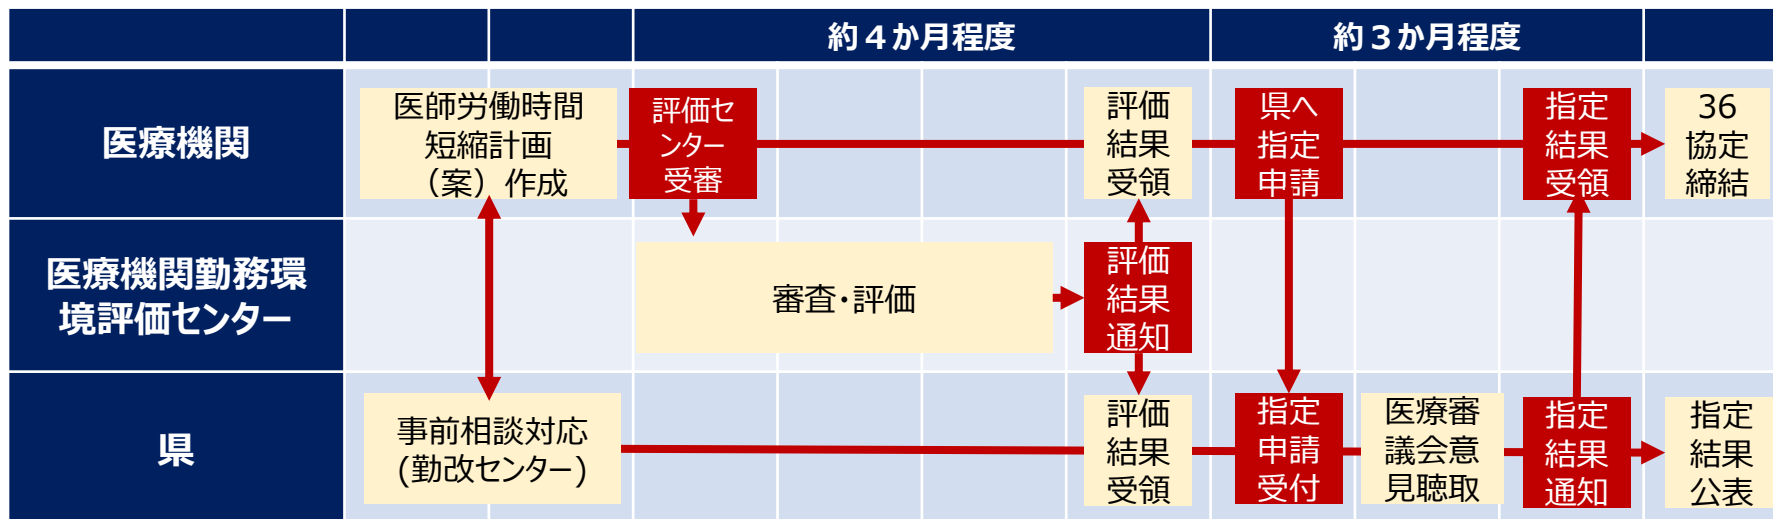 約４か月程度
約３か月程度
医療機関
医師労働時間
短縮計画
（案）作成
評価セ
ンター
受審
評価
結果
受領
県へ
指定
申請
指定
結果
受領
36
協定
締結
医療機関勤務環
境評価センター
審査・評価
評価
結果
通知
県
事前相談対応
(勤改センター)
評価
結果
受領
指定
申請
受付
医療審
議会意
見聴取
指定
結果
通知
指定
結果
公表